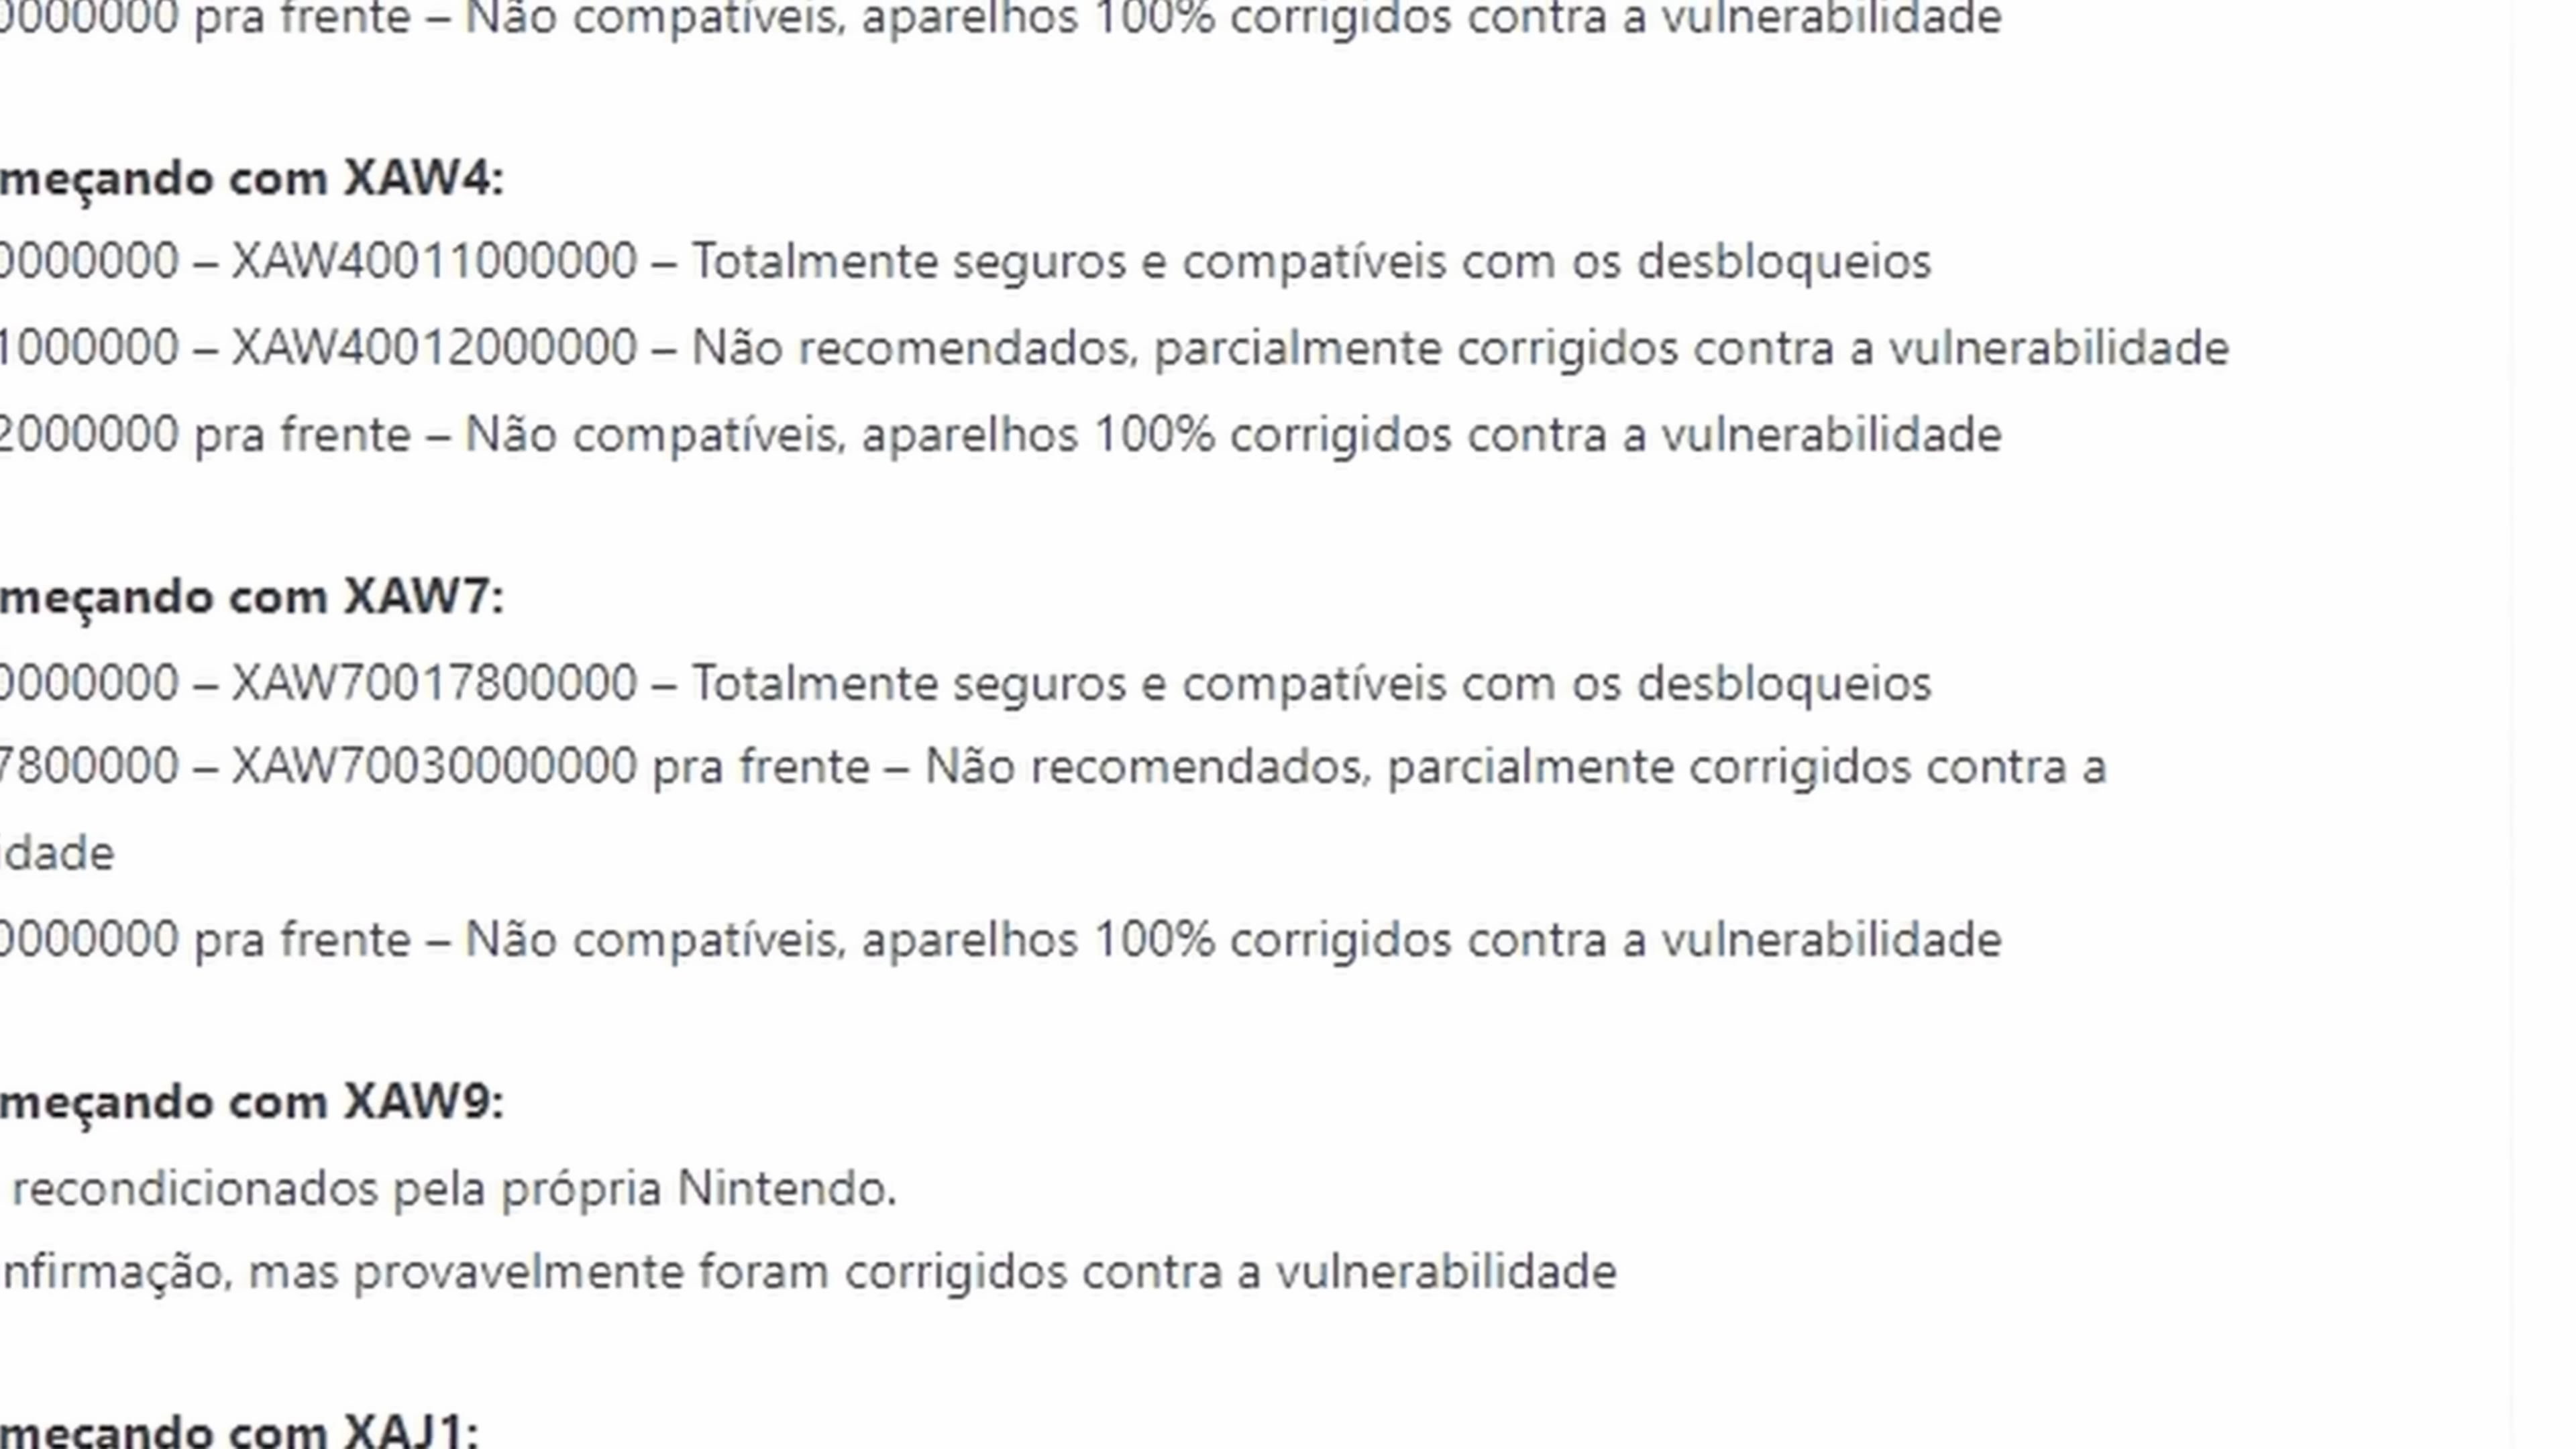 0000000 pra frente – Não compatíveis, aparelhos 100% corrigidos contra a vulnerabilidade
meçando com XAW4:
0000000 – XAW40011000000 – Totalmente seguros e compatíveis com os desbloqueios
1000000 – XAW40012000000 – Não recomendados, parcialmente corrigidos contra a vulnerabilidade
2000000 pra frente – Não compatíveis, aparelhos 100% corrigidos contra a vulnerabilidade
meçando com XAW7:
0000000 – XAW70017800000 – Totalmente seguros e compatíveis com os desbloqueios
7800000 – XAW70030000000 pra frente – Não recomendados, parcialmente corrigidos contra a
idade
0000000 pra frente – Não compatíveis, aparelhos 100% corrigidos contra a vulnerabilidade
meçando com XAW9:
recondicionados pela própria Nintendo.
nfirmação, mas provavelmente foram corrigidos contra a vulnerabilidade
meçando com XAJ1: